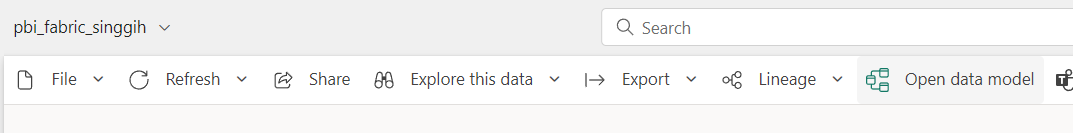 pbi_fabric_singgih
Search
File Refresh Share Explore this data Export Lineage Open data model